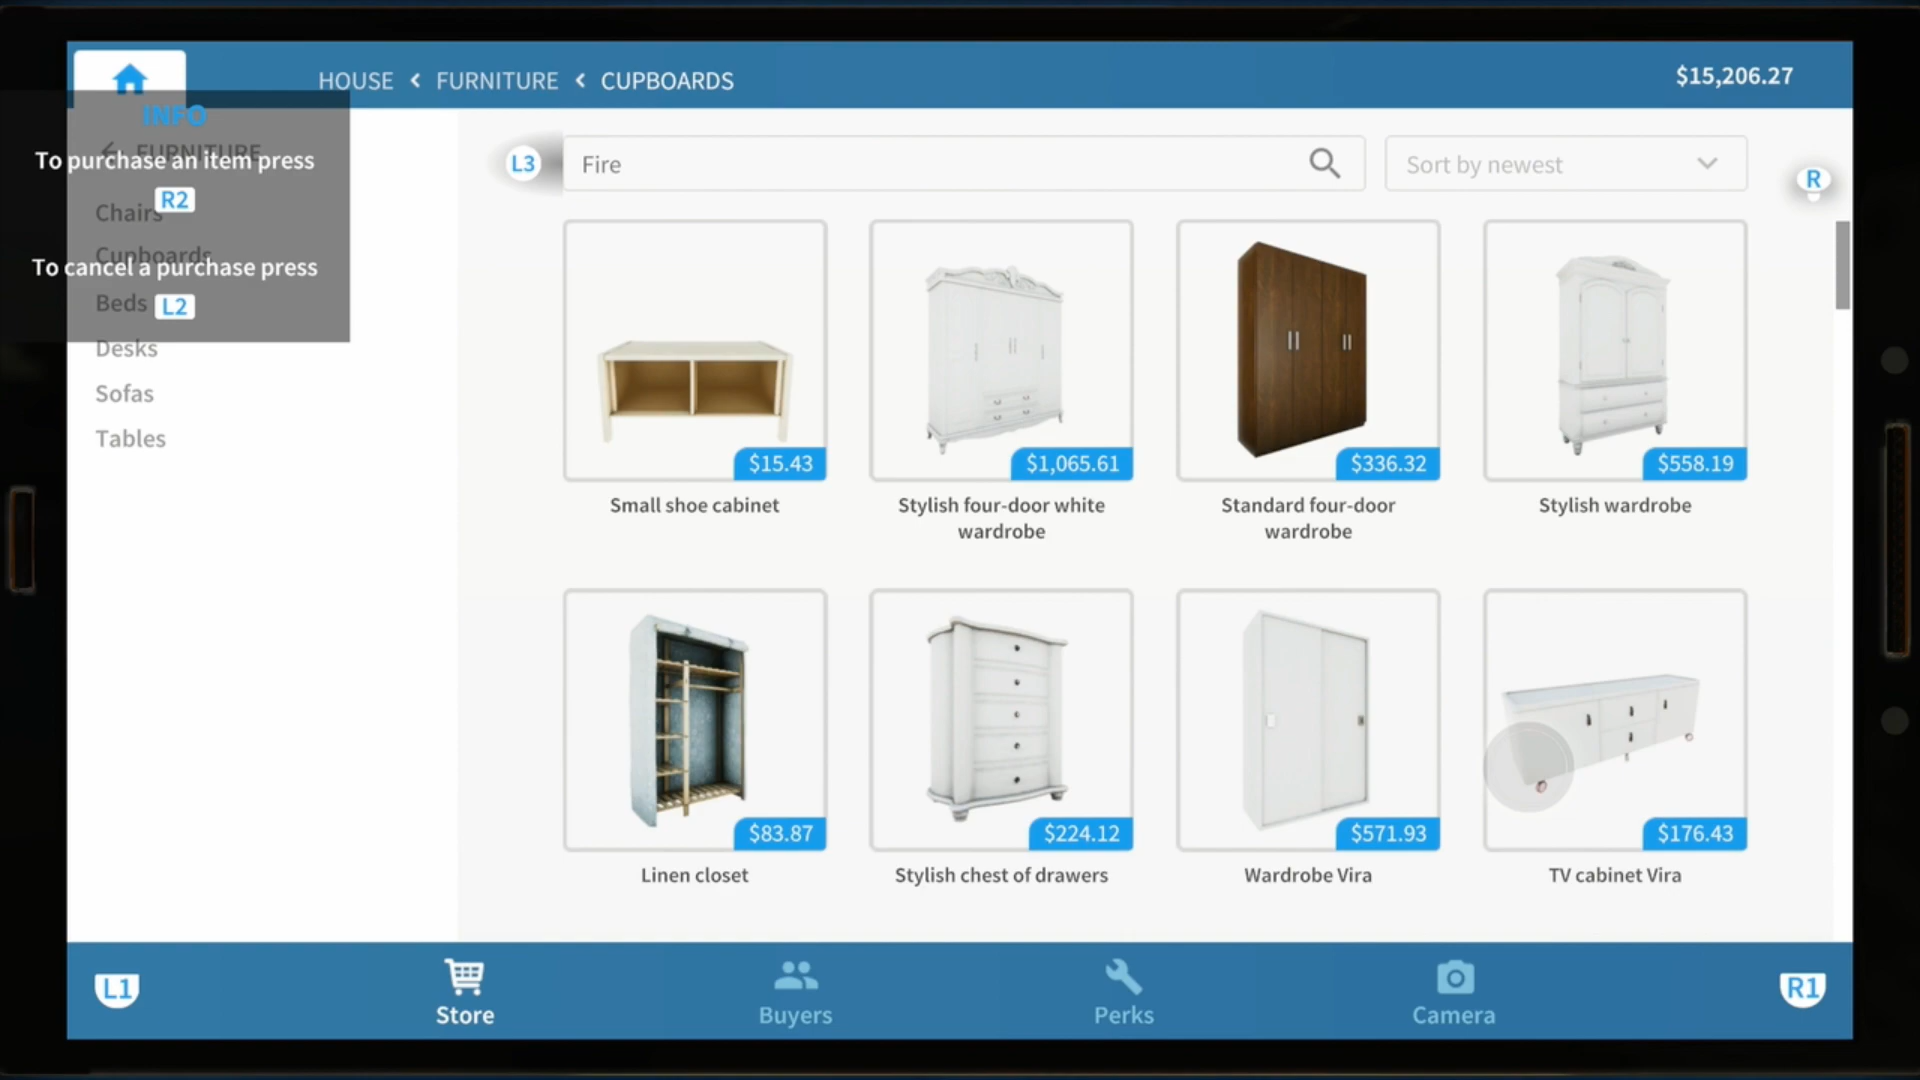 HOUSE < FURNITURE < CUPBOARDS
$15,206.27
INFO
FURNITURE
To purchase an item press
R2
Chairs
Cupboards
To cancel a purchase press
Beds
L2
Desks
Sofas
Tables
L3
Fire
Sort by newest
R
$15.43
$1,065.61
$336.32
$558.19
Small shoe cabinet
Stylish four-door white
wardrobe
Standard four-door
wardrobe
Stylish wardrobe
$83.87
$224.12
$571.93
$176.43
Linen closet
Stylish chest of drawers
Wardrobe Vira
TV cabinet Vira
L1
Store
Buyers
Perks
Camera
R1